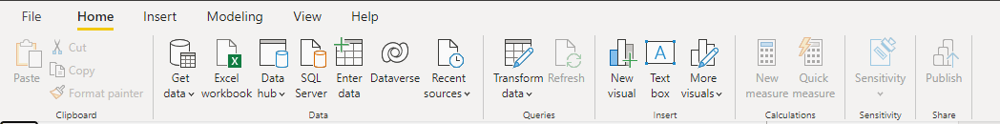 File Home Insert Modeling View Help
Paste
Cut
Copy
Format painter
Clipboard
Get data
Excel workbook
Data hub
SQL Server
Enter data
Dataverse
Recent sources
Data
Transform data
Refresh
Queries
New visual
Text box
More visuals
Insert
New measure
Quick measure
Calculations
Sensitivity
Sensitivity
Publish
Share